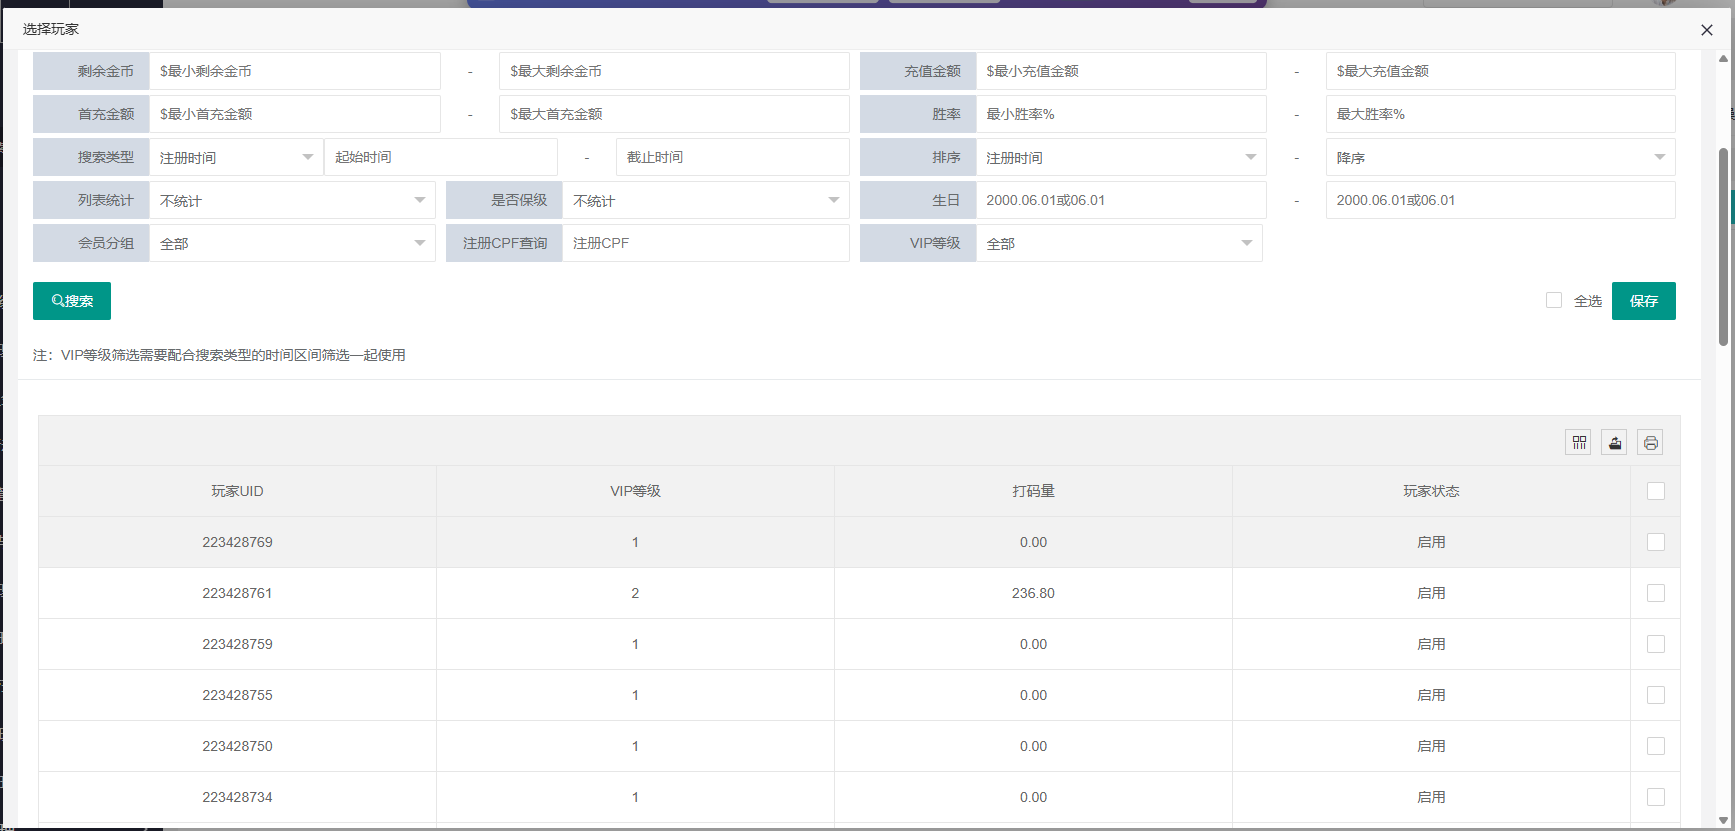 选择玩家
剩余金币 $最小剩余金币 - $最大剩余金币 充值金额 $最小充值金额 - $最大充值金额
首充金额 $最小首充金额 - $最大首充金额 胜率 最小胜率% - 最大胜率%
搜索类型 注册时间 起始时间 - 截止时间 排序 注册时间 - 降序
列表统计 不统计 是否保级 不统计 生日 2000.06.01或06.01 - 2000.06.01或06.01
会员分组 全部 注册CPF查询 注册CPF VIP等级 全部
搜索 全选 保存
注：VIP等级筛选需要配合搜索类型的时间区间筛选一起使用
玩家UID VIP等级 打码量 玩家状态
223428769 1 0.00 启用
223428761 2 236.80 启用
223428759 1 0.00 启用
223428755 1 0.00 启用
223428750 1 0.00 启用
223428734 1 0.00 启用